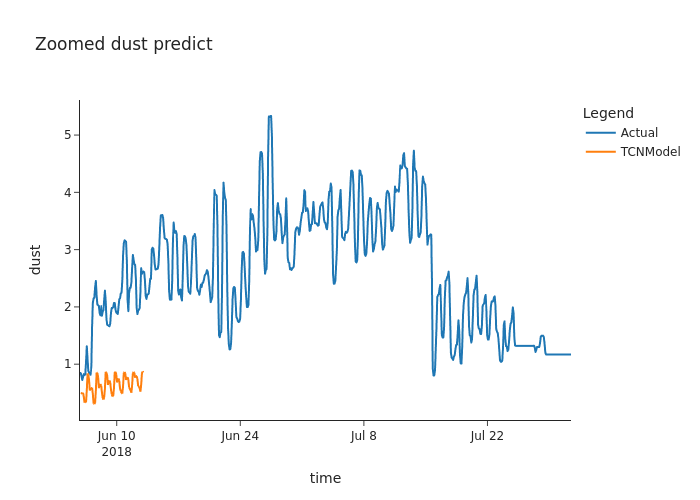 Zoomed dust predict
Legend
Actual
TCNModel
dust
5
4
3
2
1
Jun 10
2018
Jun 24
Jul 8
Jul 22
time